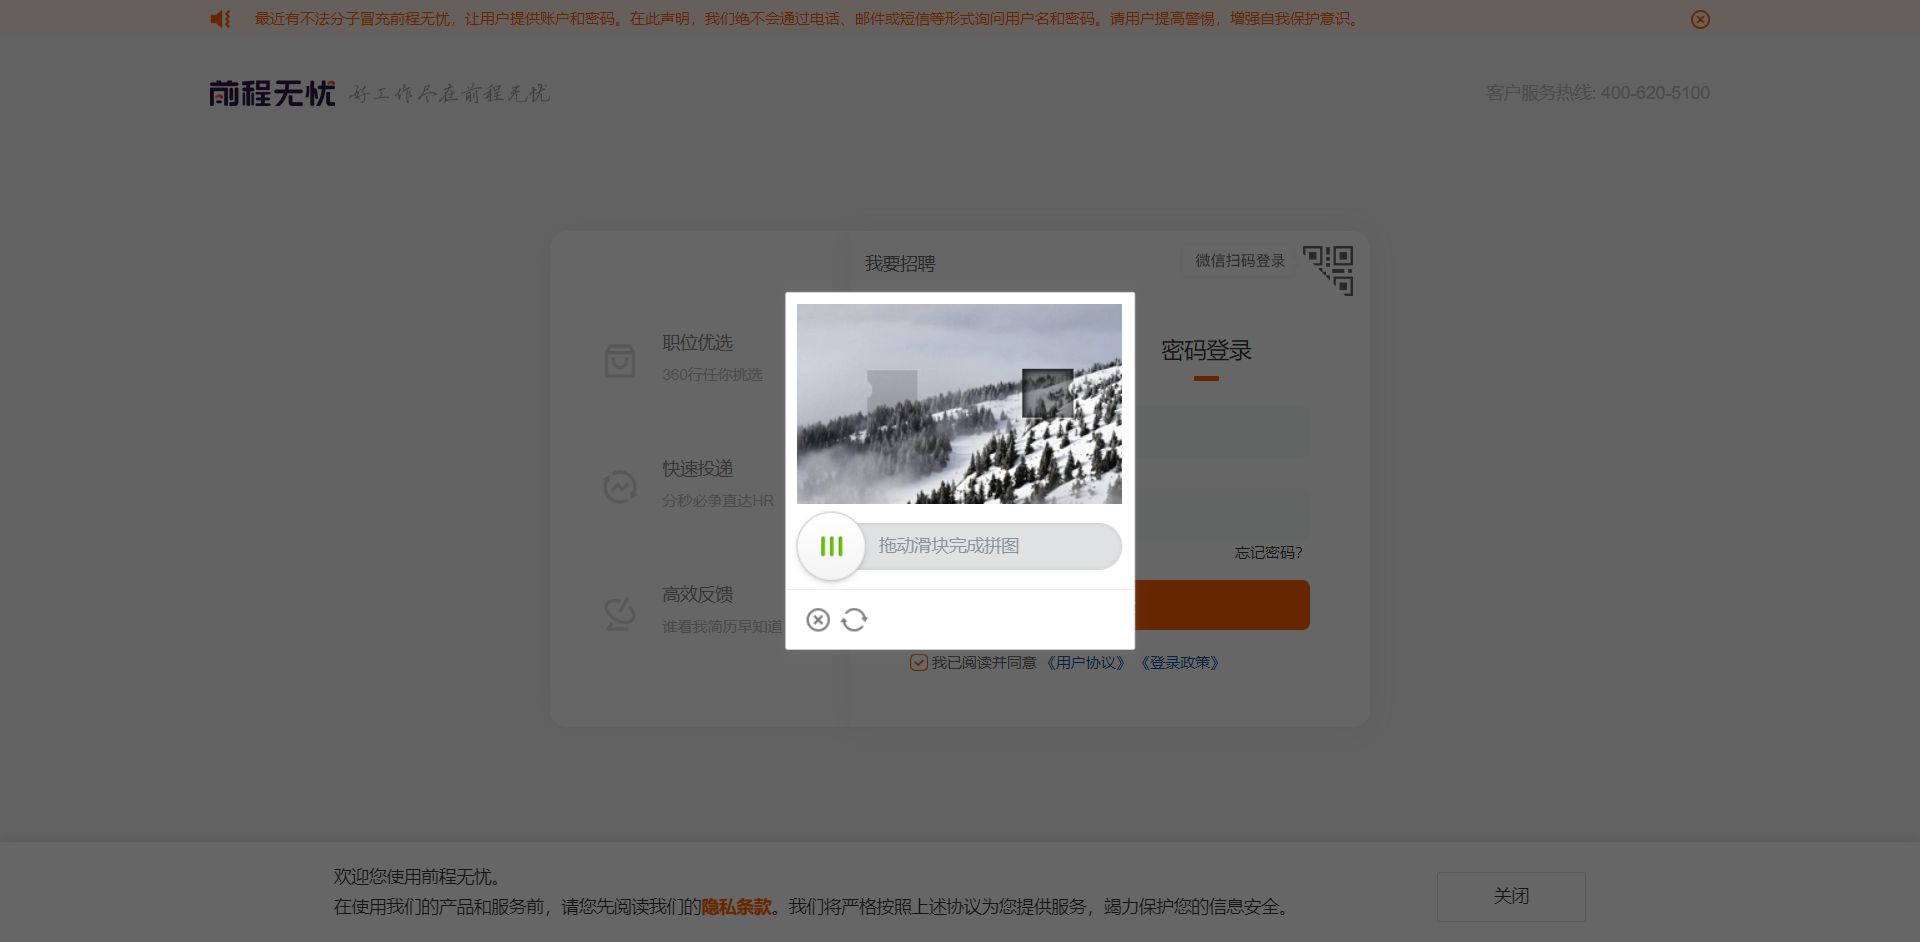 最近有不法分子冒充前程无忧，让用户提供账户和密码。在此声明，我们绝不会通过电话、邮件或短信等形式询问用户名和密码。请用户提高警惕，增强自我保护意识。
前程无忧 好工作尽在前程无忧
客户服务热线: 400-620-5100
我要招聘
微信扫码登录
职位优选
360行任你挑选
密码登录
快速投递
分秒必争直达HR
拖动滑块完成拼图
忘记密码?
高效反馈
谁看我简历早知道
我已阅读并同意《用户协议》《登录政策》
欢迎您使用前程无忧。
在使用我们的产品和服务前，请您先阅读我们的隐私条款。我们将严格按照上述协议为您提供服务，竭力保护您的信息安全。
关闭